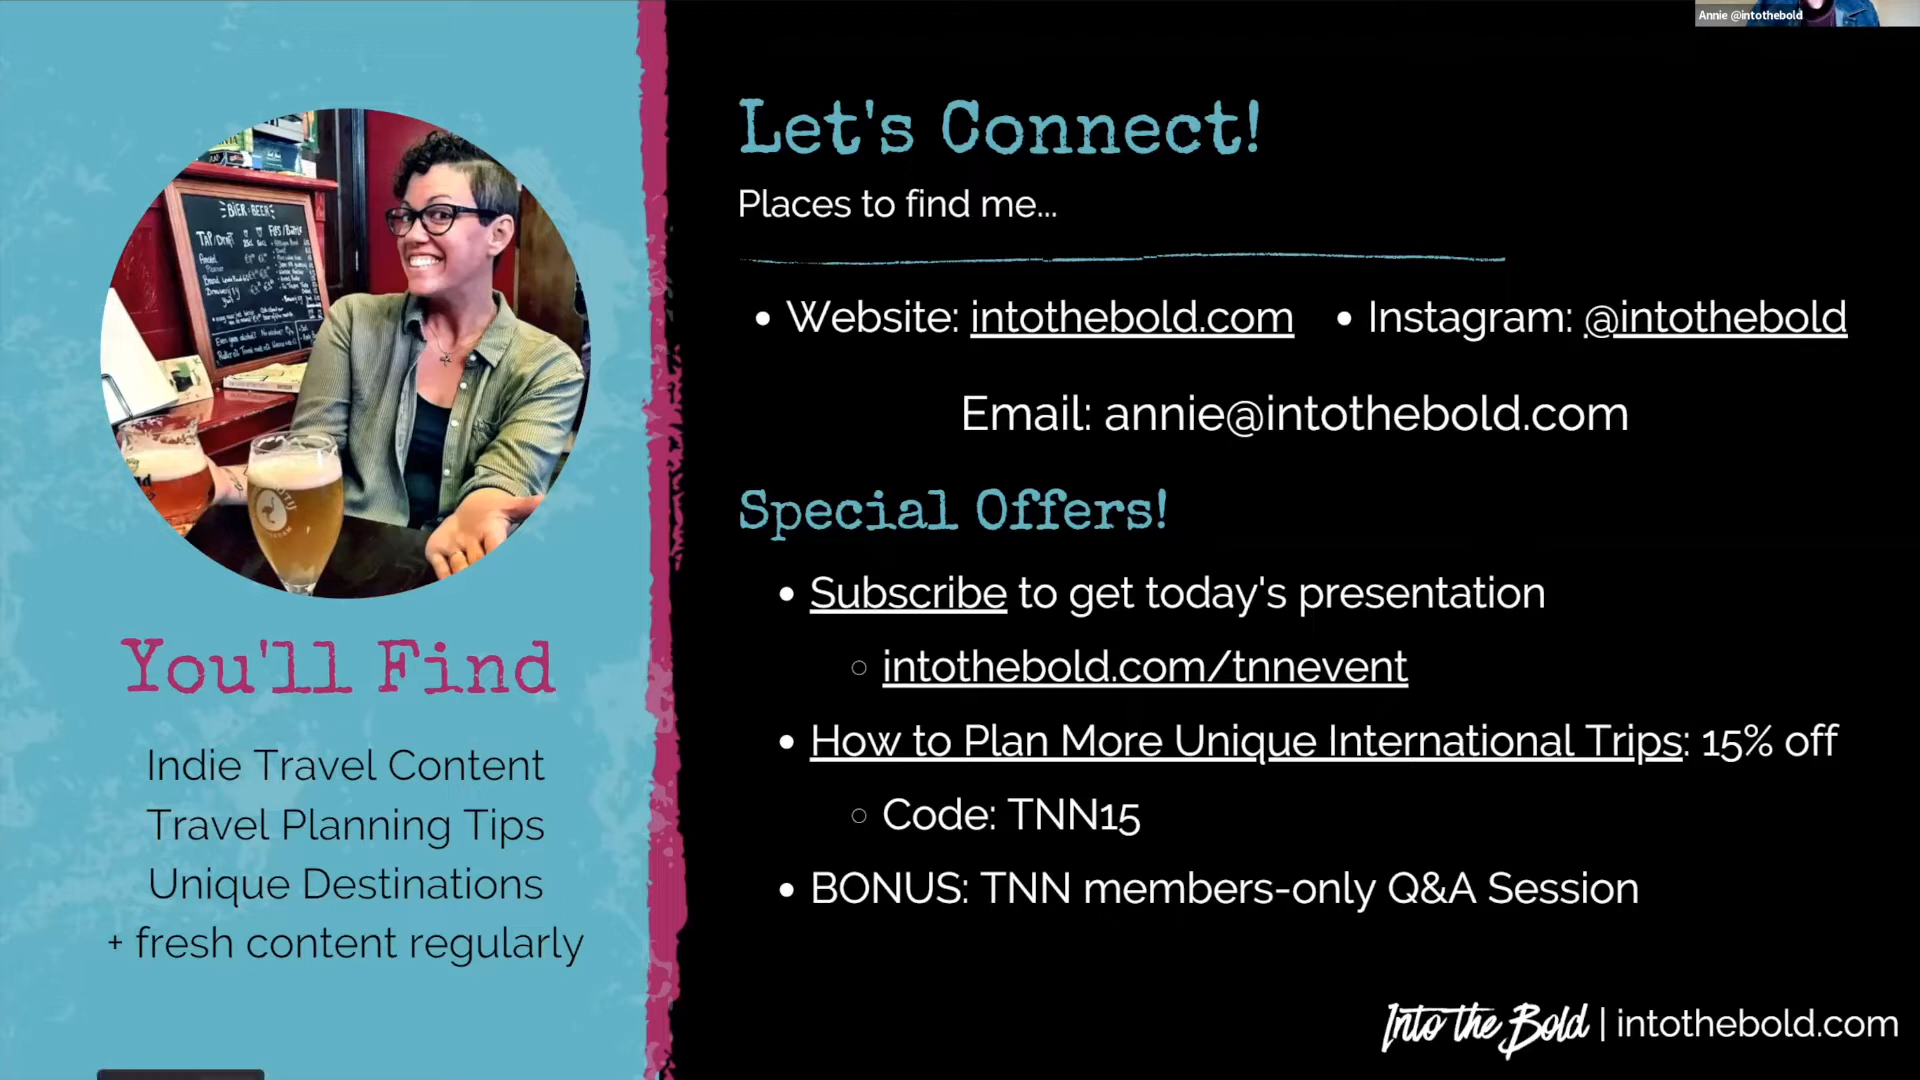 Annie @intothebold
BIER • BEER
TAP/DRAFT
You'll Find
Indie Travel Content
Travel Planning Tips
Unique Destinations
+ fresh content regularly
Let's Connect!
Places to find me...
• Website: intothebold.com • Instagram: @intothebold
Email: annie@intothebold.com
Special Offers!
• Subscribe to get today's presentation
○ intothebold.com/tnnevent
• How to Plan More Unique International Trips: 15% off
○ Code: TNN15
• BONUS: TNN members-only Q&A Session
Into the Bold | intothebold.com